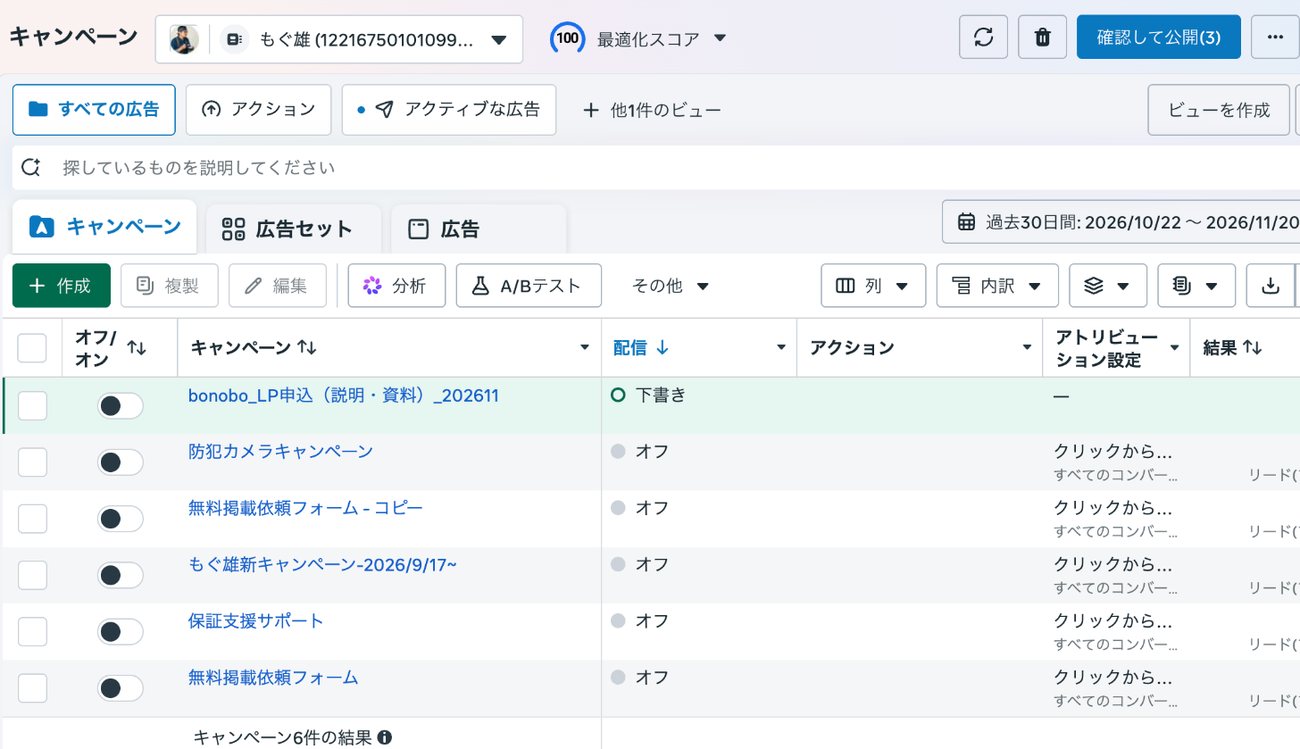 キャンペーン
もぐ雄 (12216750101099...
100 最適化スコア
確認して公開(3)
すべての広告
アクション
アクティブな広告
+ 他1件のビュー
ビューを作成
探しているものを説明してください
キャンペーン
広告セット
広告
過去30日間: 2026/10/22 ～ 2026/11/20
+ 作成
複製
編集
分析
A/Bテスト
その他
列
内訳
オフ/オン
キャンペーン
配信
アクション
アトリビューション設定
結果
bonobo_LP申込（説明・資料）_202611
下書き
—
防犯カメラキャンペーン
オフ
クリックから...
すべてのコンバー...
リード(
無料掲載依頼フォーム - コピー
オフ
クリックから...
すべてのコンバー...
リード(
もぐ雄新キャンペーン-2026/9/17~
オフ
クリックから...
すべてのコンバー...
リード(
保証支援サポート
オフ
クリックから...
すべてのコンバー...
リード(
無料掲載依頼フォーム
オフ
クリックから...
すべてのコンバー...
リード(
キャンペーン6件の結果